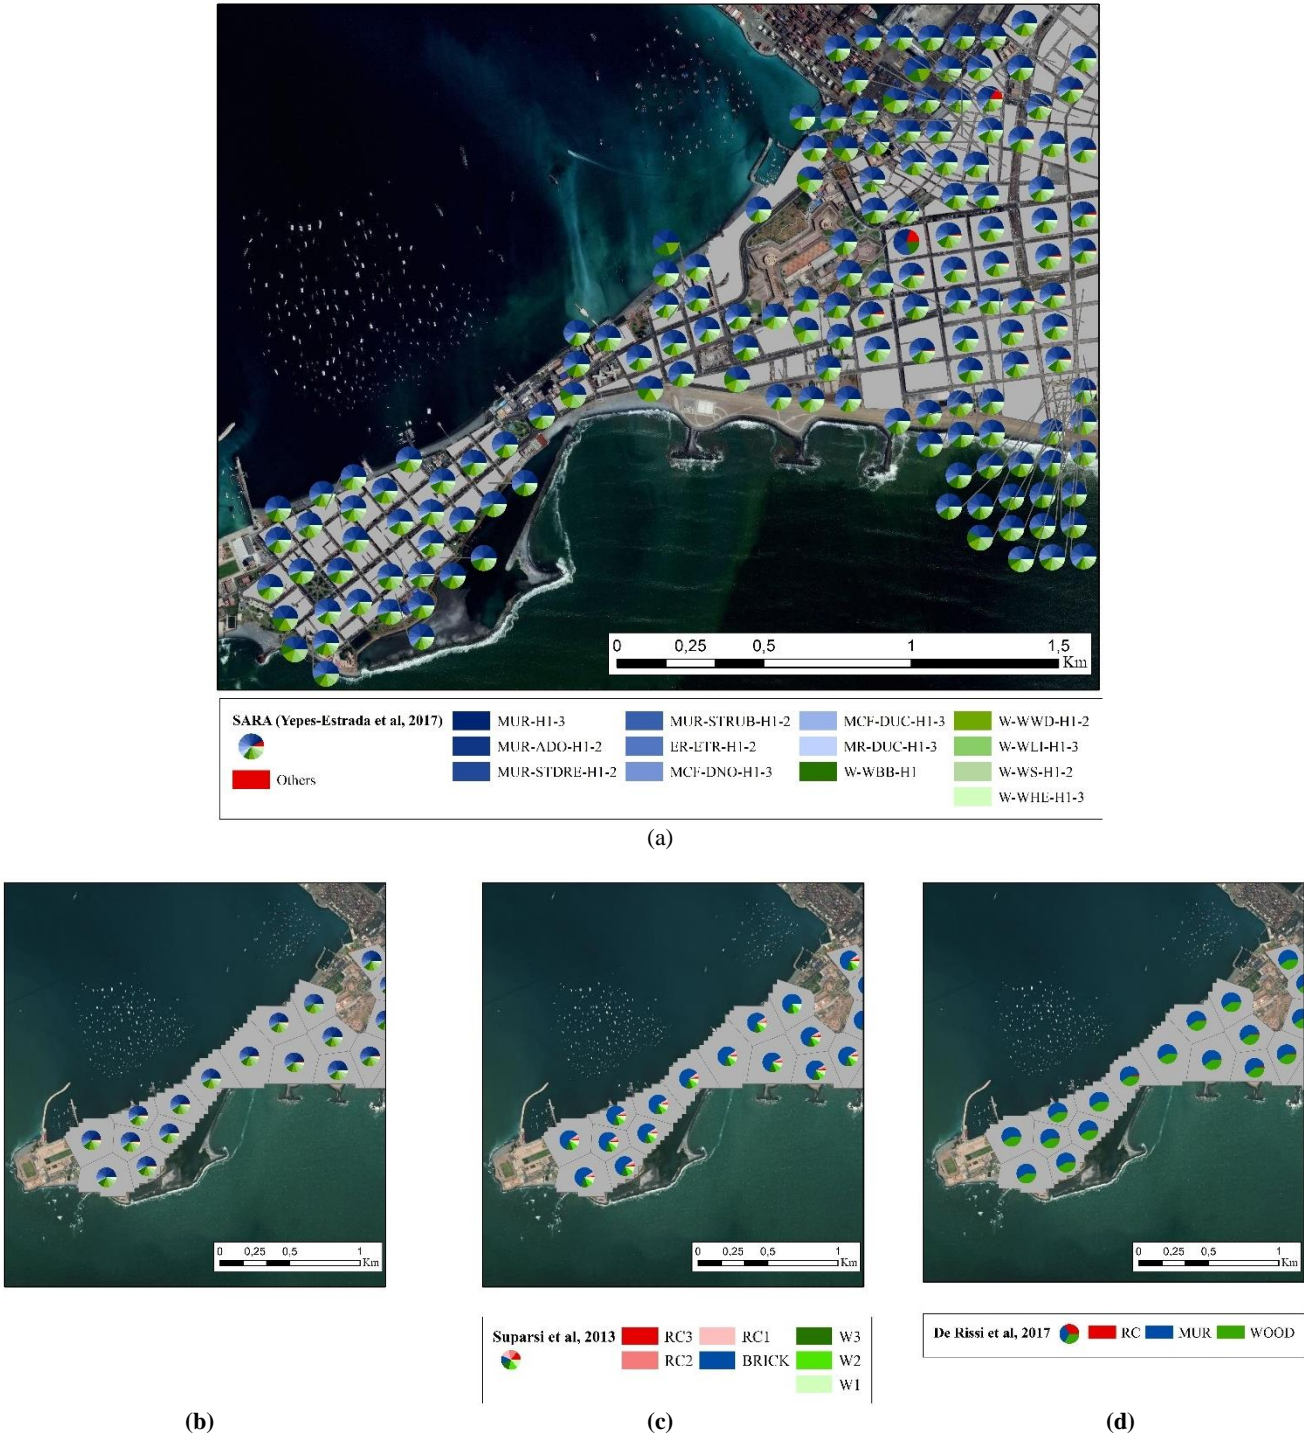 0 0,25 0,5 1 1,5
Km
SARA (Yepes-Estrada et al, 2017)
Others
MUR-H1-3
MUR-ADO-H1-2
MUR-STDRE-H1-2
MUR-STRUB-H1-2
ER-ETR-H1-2
MCF-DNO-H1-3
MCF-DUC-H1-3
MR-DUC-H1-3
W-WBB-H1
W-WWD-H1-2
W-WLI-H1-3
W-WS-H1-2
W-WHE-H1-3
(a)
0 0,25 0,5 1
Km
0 0,25 0,5 1
Km
0 0,25 0,5 1
Km
Suparsi et al, 2013
RC3
RC2
RC1
BRICK
W3
W2
W1
De Rissi et al, 2017
RC
MUR
WOOD
(b)
(c)
(d)